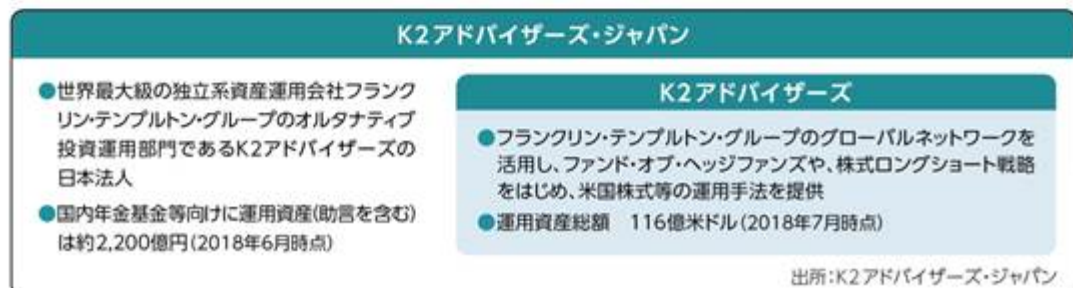 K2アドバイザーズ・ジャパン
●世界最大級の独立系資産運用会社フランク
リン・テンプルトン・グループのオルタナティブ
投資運用部門であるK2アドバイザーズの
日本法人
●国内年金基金等向けに運用資産(助言を含む)
は約2,200億円(2018年6月時点)
K2アドバイザーズ
●フランクリン・テンプルトン・グループのグローバルネットワークを
活用し、ファンド・オブ・ヘッジファンズや、株式ロングショート戦略
をはじめ、米国株式等の運用手法を提供
●運用資産総額　116億米ドル(2018年7月時点)
出所:K2アドバイザーズ・ジャパン